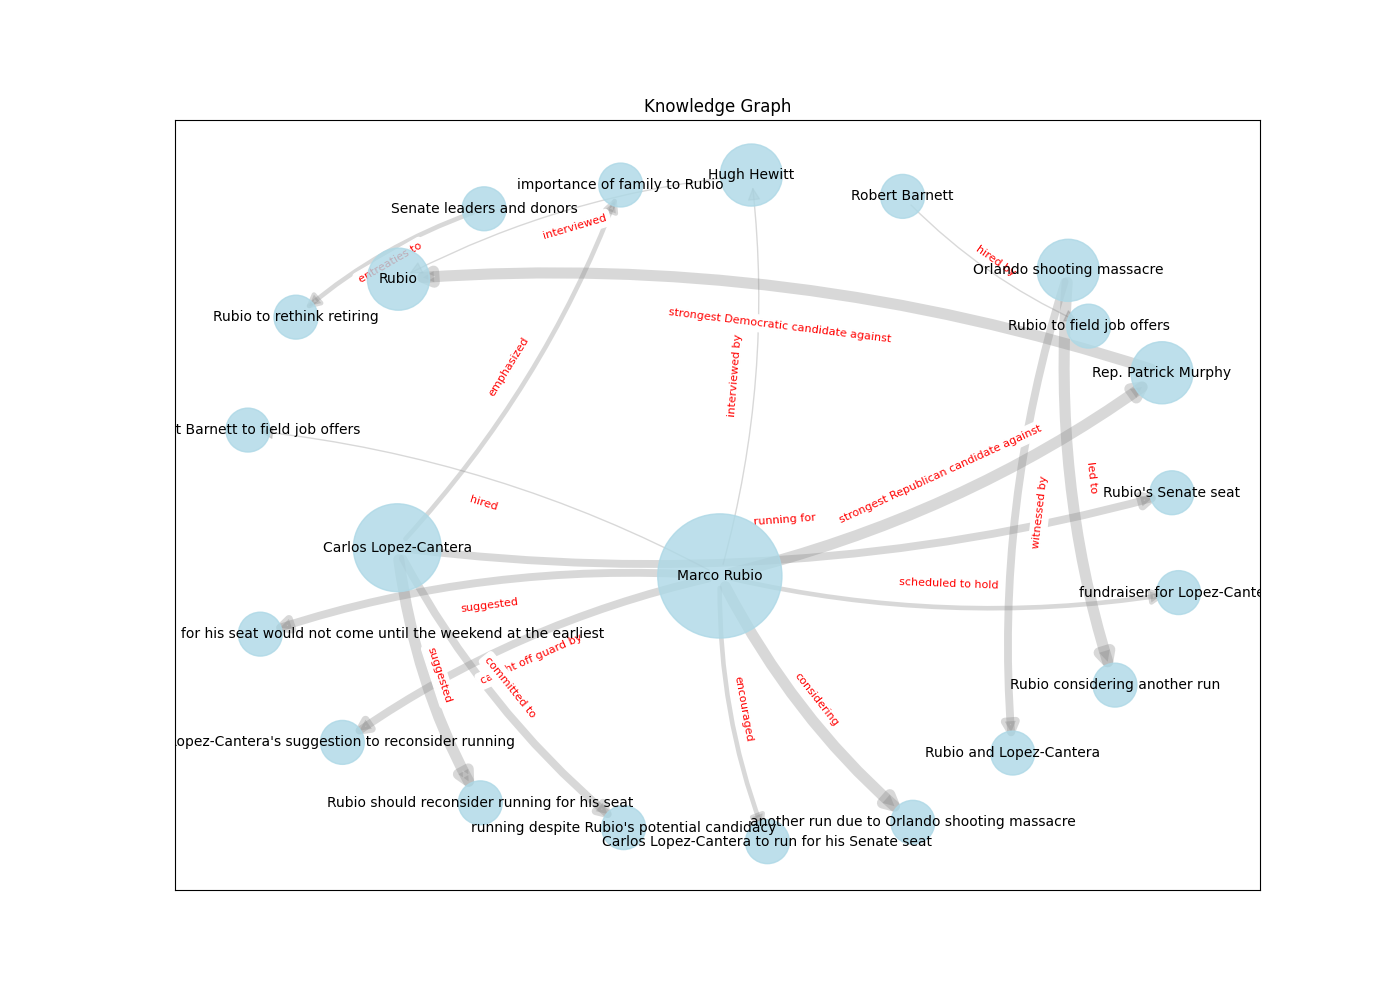 Knowledge Graph
Hugh Hewitt
importance of family to Rubio
Robert Barnett
Senate leaders and donors
interviewed
entreaties to
hired by
Orlando shooting massacre
Rubio
Rubio to rethink retiring
strongest Democratic candidate against
Rubio to field job offers
emphasized
interviewed by
Rep. Patrick Murphy
t Barnett to field job offers
strongest Republican candidate against
led to
Rubio's Senate seat
hired
running for
witnessed by
Carlos Lopez-Cantera
Marco Rubio
scheduled to hold
fundraiser for Lopez-Cante
suggested
for his seat would not come until the weekend at the earliest
off guard by
suggested
committed to
Rubio considering another run
encouraged
considering
opez-Cantera's suggestion to reconsider running
Rubio and Lopez-Cantera
Rubio should reconsider running for his seat
running despite Rubio's potential candidacy
another run due to Orlando shooting massacre
Carlos Lopez-Cantera to run for his Senate seat